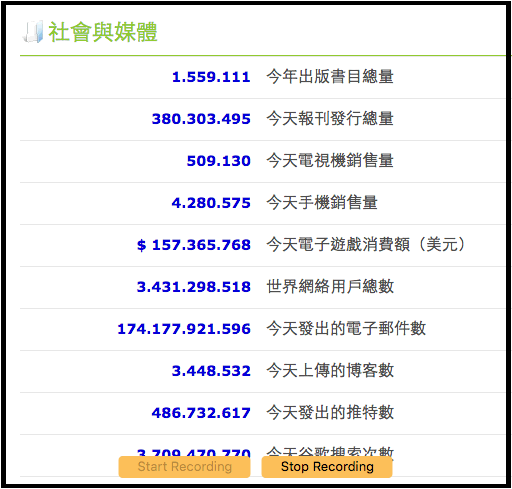 社會與媒體
1.559.111 今年出版書目總量
380.303.495 今天報刊發行總量
509.130 今天電視機銷售量
4.280.575 今天手機銷售量
$ 157.365.768 今天電子遊戲消費額（美元）
3.431.298.518 世界網絡用戶總數
174.177.921.596 今天發出的電子郵件數
3.448.532 今天上傳的博客數
486.732.617 今天發出的推特數
3.709.470.770 今天谷歌搜索次數
Start Recording Stop Recording